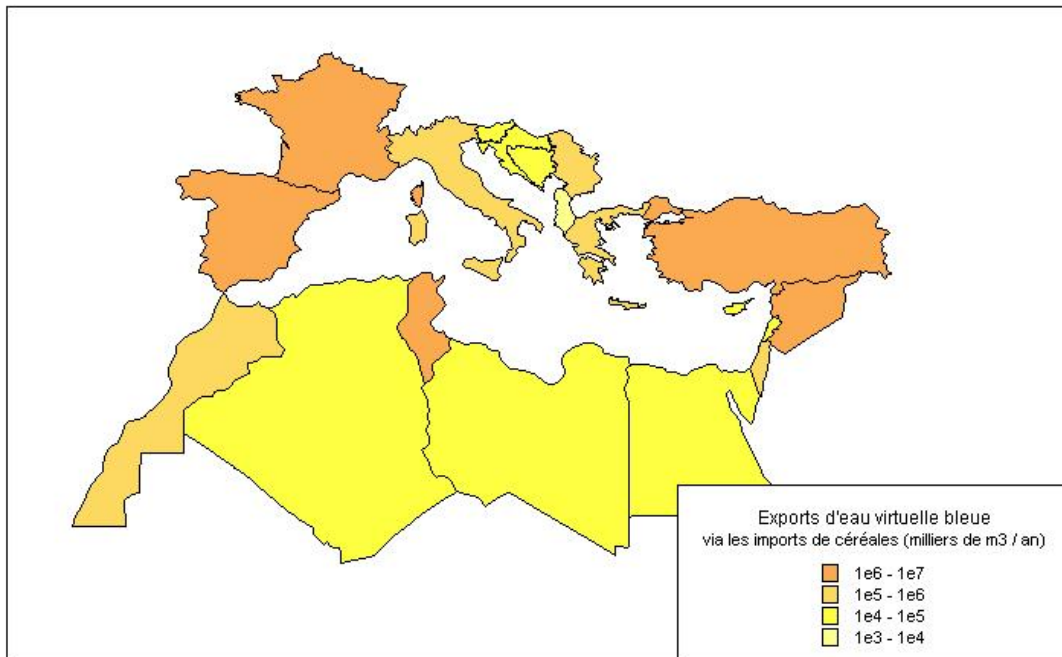 Exports d'eau virtuelle bleue
via les imports de céréales (milliers de m3 / an)
1e6 - 1e7
1e5 - 1e6
1e4 - 1e5
1e3 - 1e4